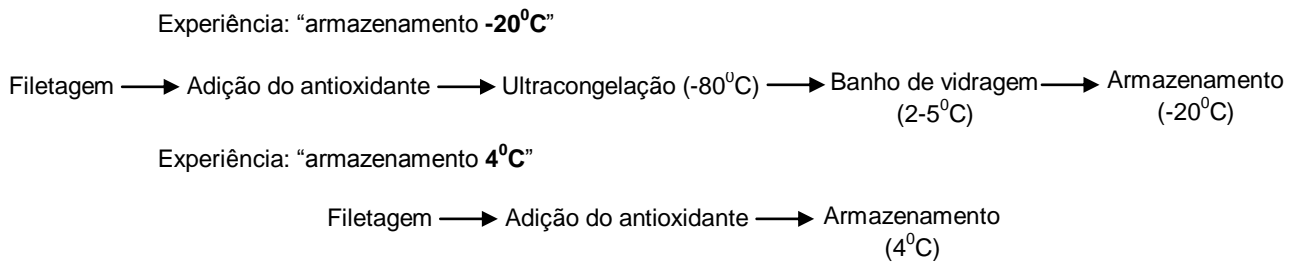 Experiência: “armazenamento -20⁰C”
Filetagem Adição do antioxidante Ultracongelação (-80⁰C) Banho de vidragem Armazenamento
(2-5⁰C) (-20⁰C)
Experiência: “armazenamento 4⁰C”
Filetagem Adição do antioxidante Armazenamento
(4⁰C)